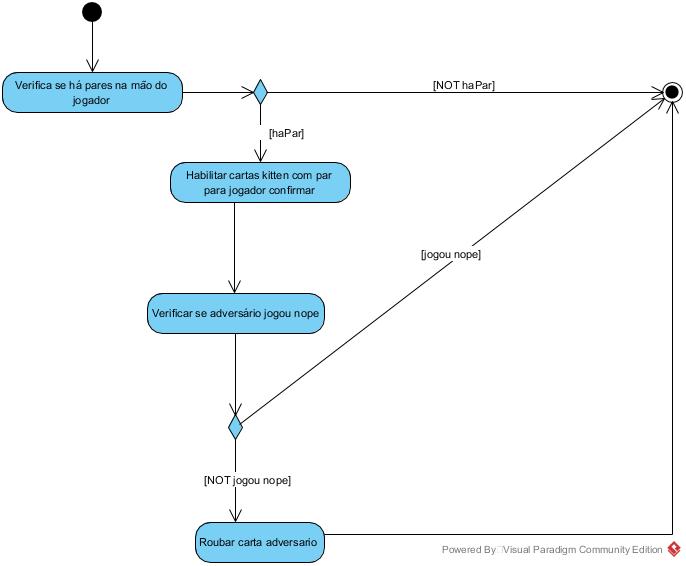 Verifica se há pares na mão do
jogador
[NOT haPar]
[haPar]
Habilitar cartas kitten com par
para jogador confirmar
[jogou nope]
Verificar se adversário jogou nope
[NOT jogou nope]
Roubar carta adversario
Powered By Visual Paradigm Community Edition